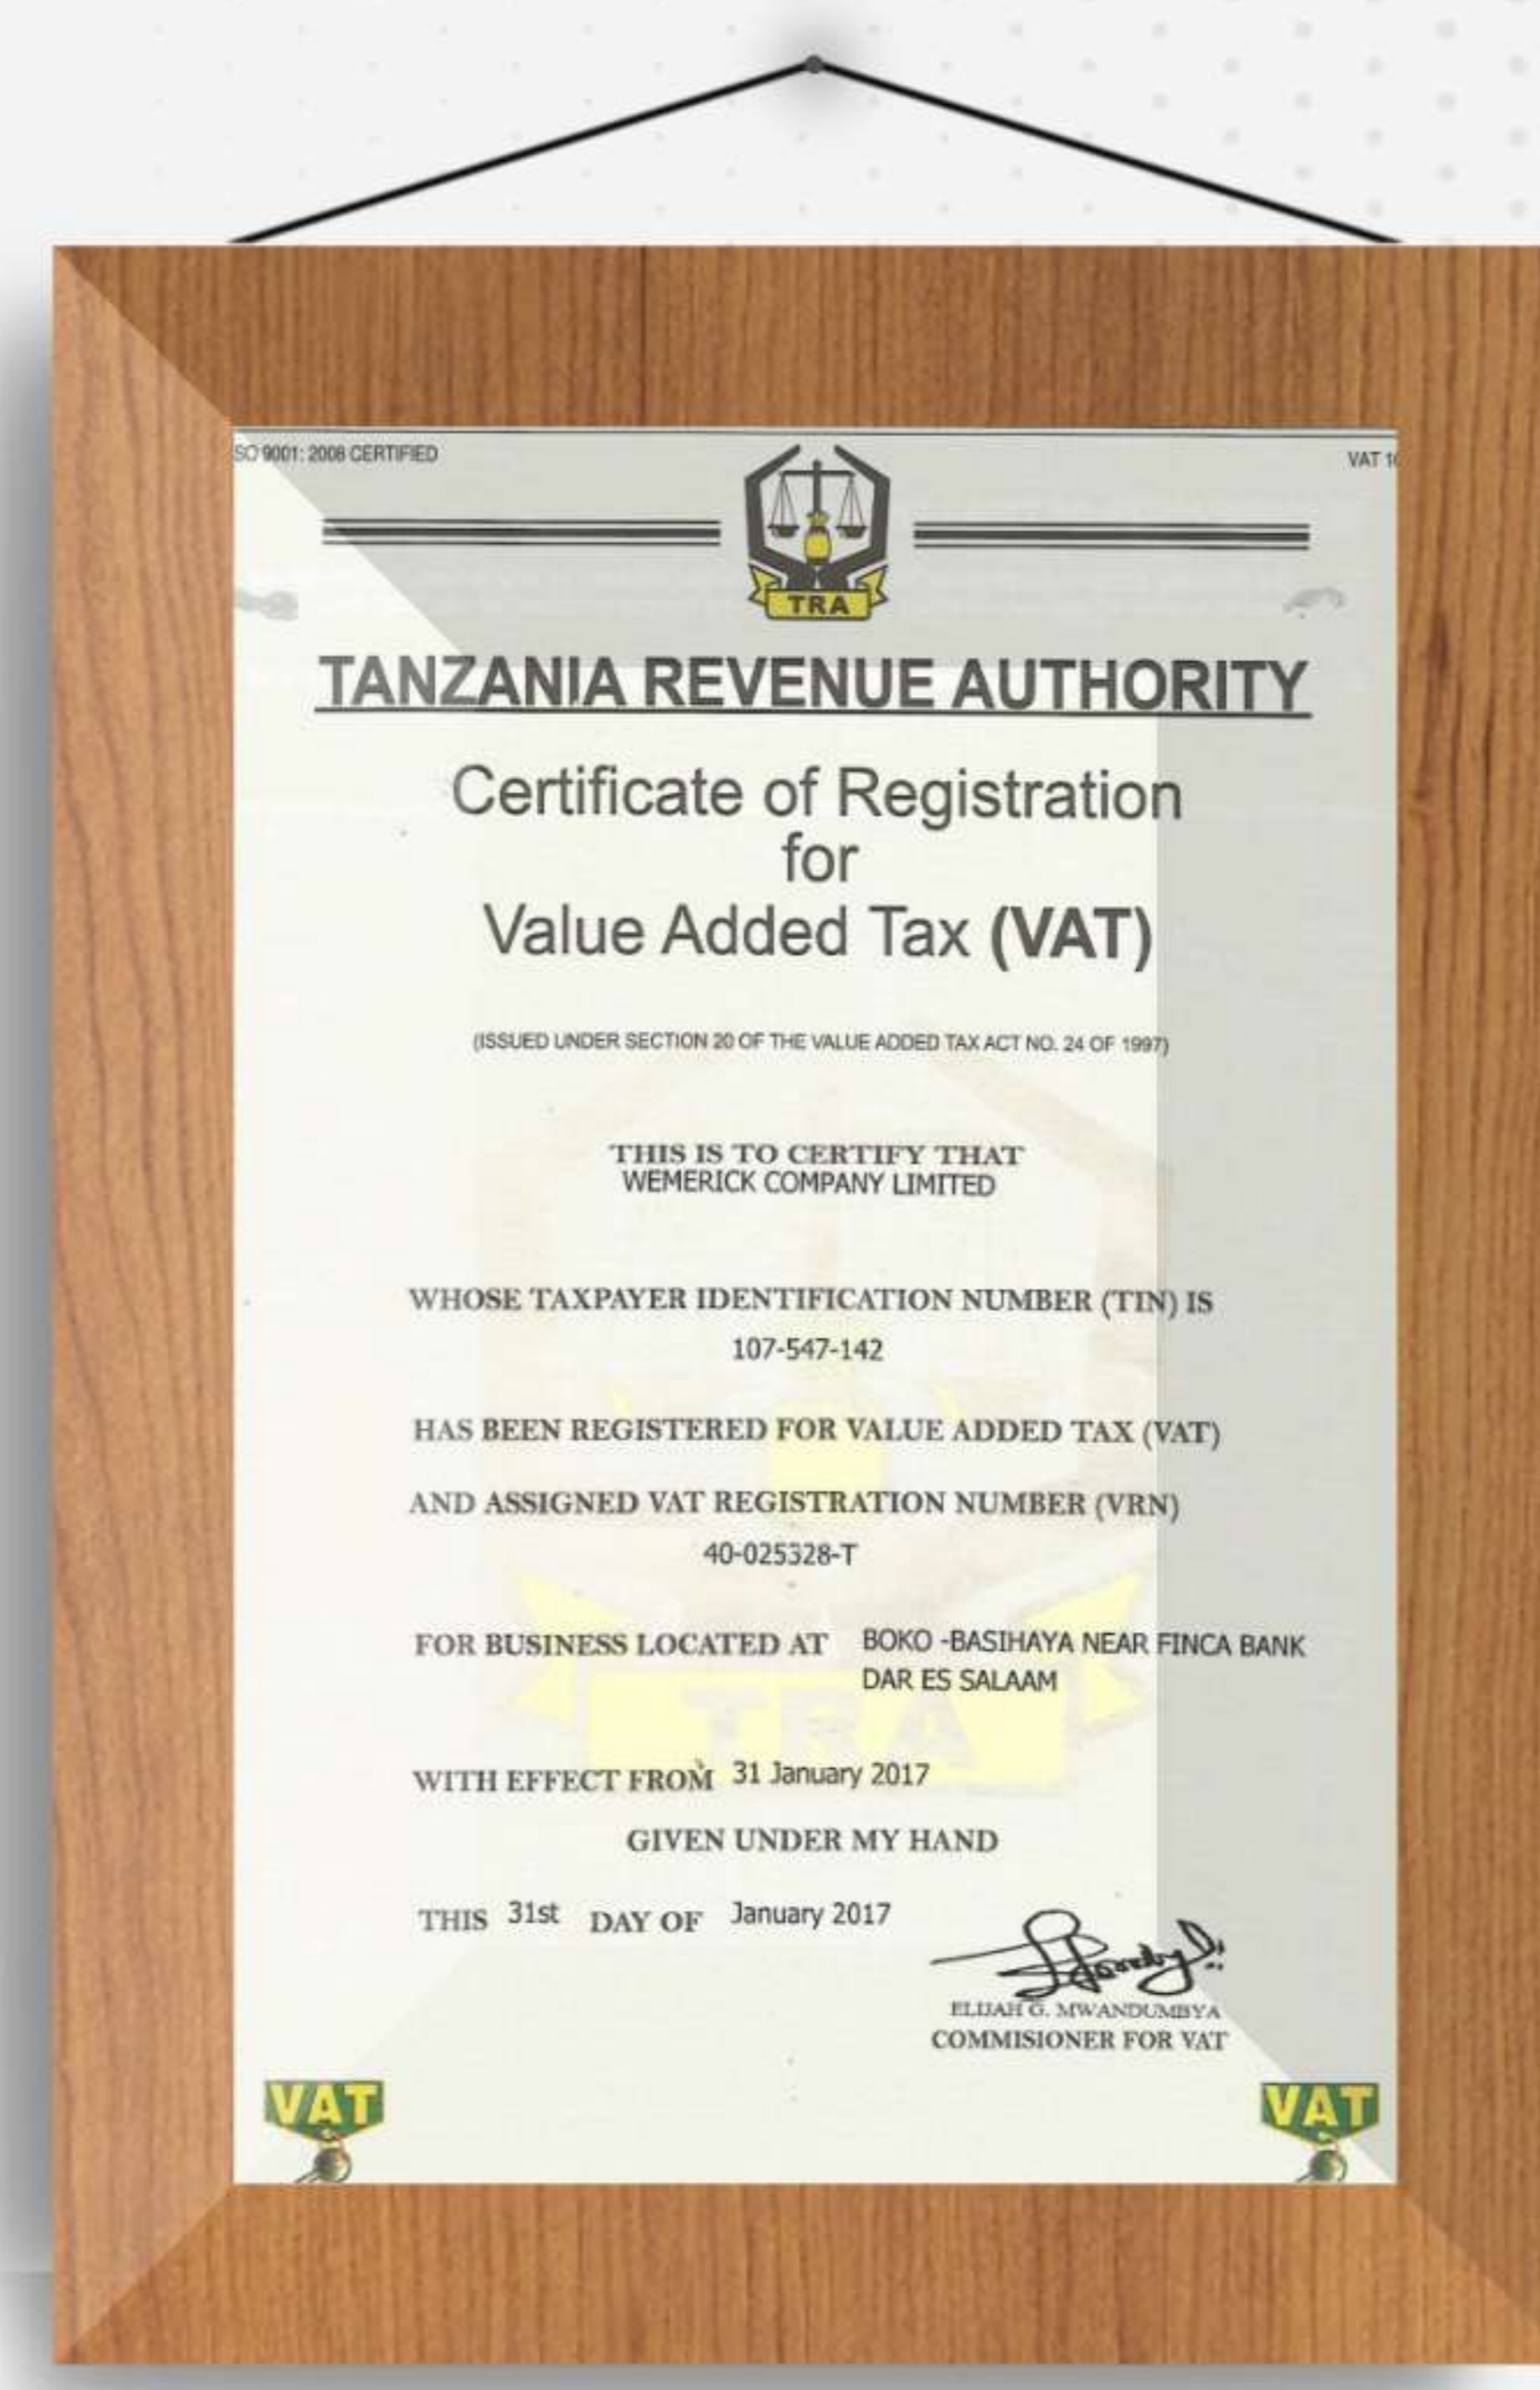 SO 9001: 2008 CERTIFIED
VAT
TRA
TANZANIA REVENUE AUTHORITY
Certificate of Registration
for
Value Added Tax (VAT)
(ISSUED UNDER SECTION 20 OF THE VALUE ADDED TAX ACT NO. 24 OF 1997)
THIS IS TO CERTIFY THAT
WEMERICK COMPANY LIMITED
WHOSE TAXPAYER IDENTIFICATION NUMBER (TIN) IS
107-547-142
HAS BEEN REGISTERED FOR VALUE ADDED TAX (VAT)
AND ASSIGNED VAT REGISTRATION NUMBER (VRN)
40-025328-T
FOR BUSINESS LOCATED AT BOKO -BASIHAYA NEAR FINCA BANK
DAR ES SALAAM
TRA
WITH EFFECT FROM 31 January 2017
GIVEN UNDER MY HAND
THIS 31st DAY OF January 2017
ELIJAH G. MWANDUMBYA
COMMISIONER FOR VAT
VAT
VAT